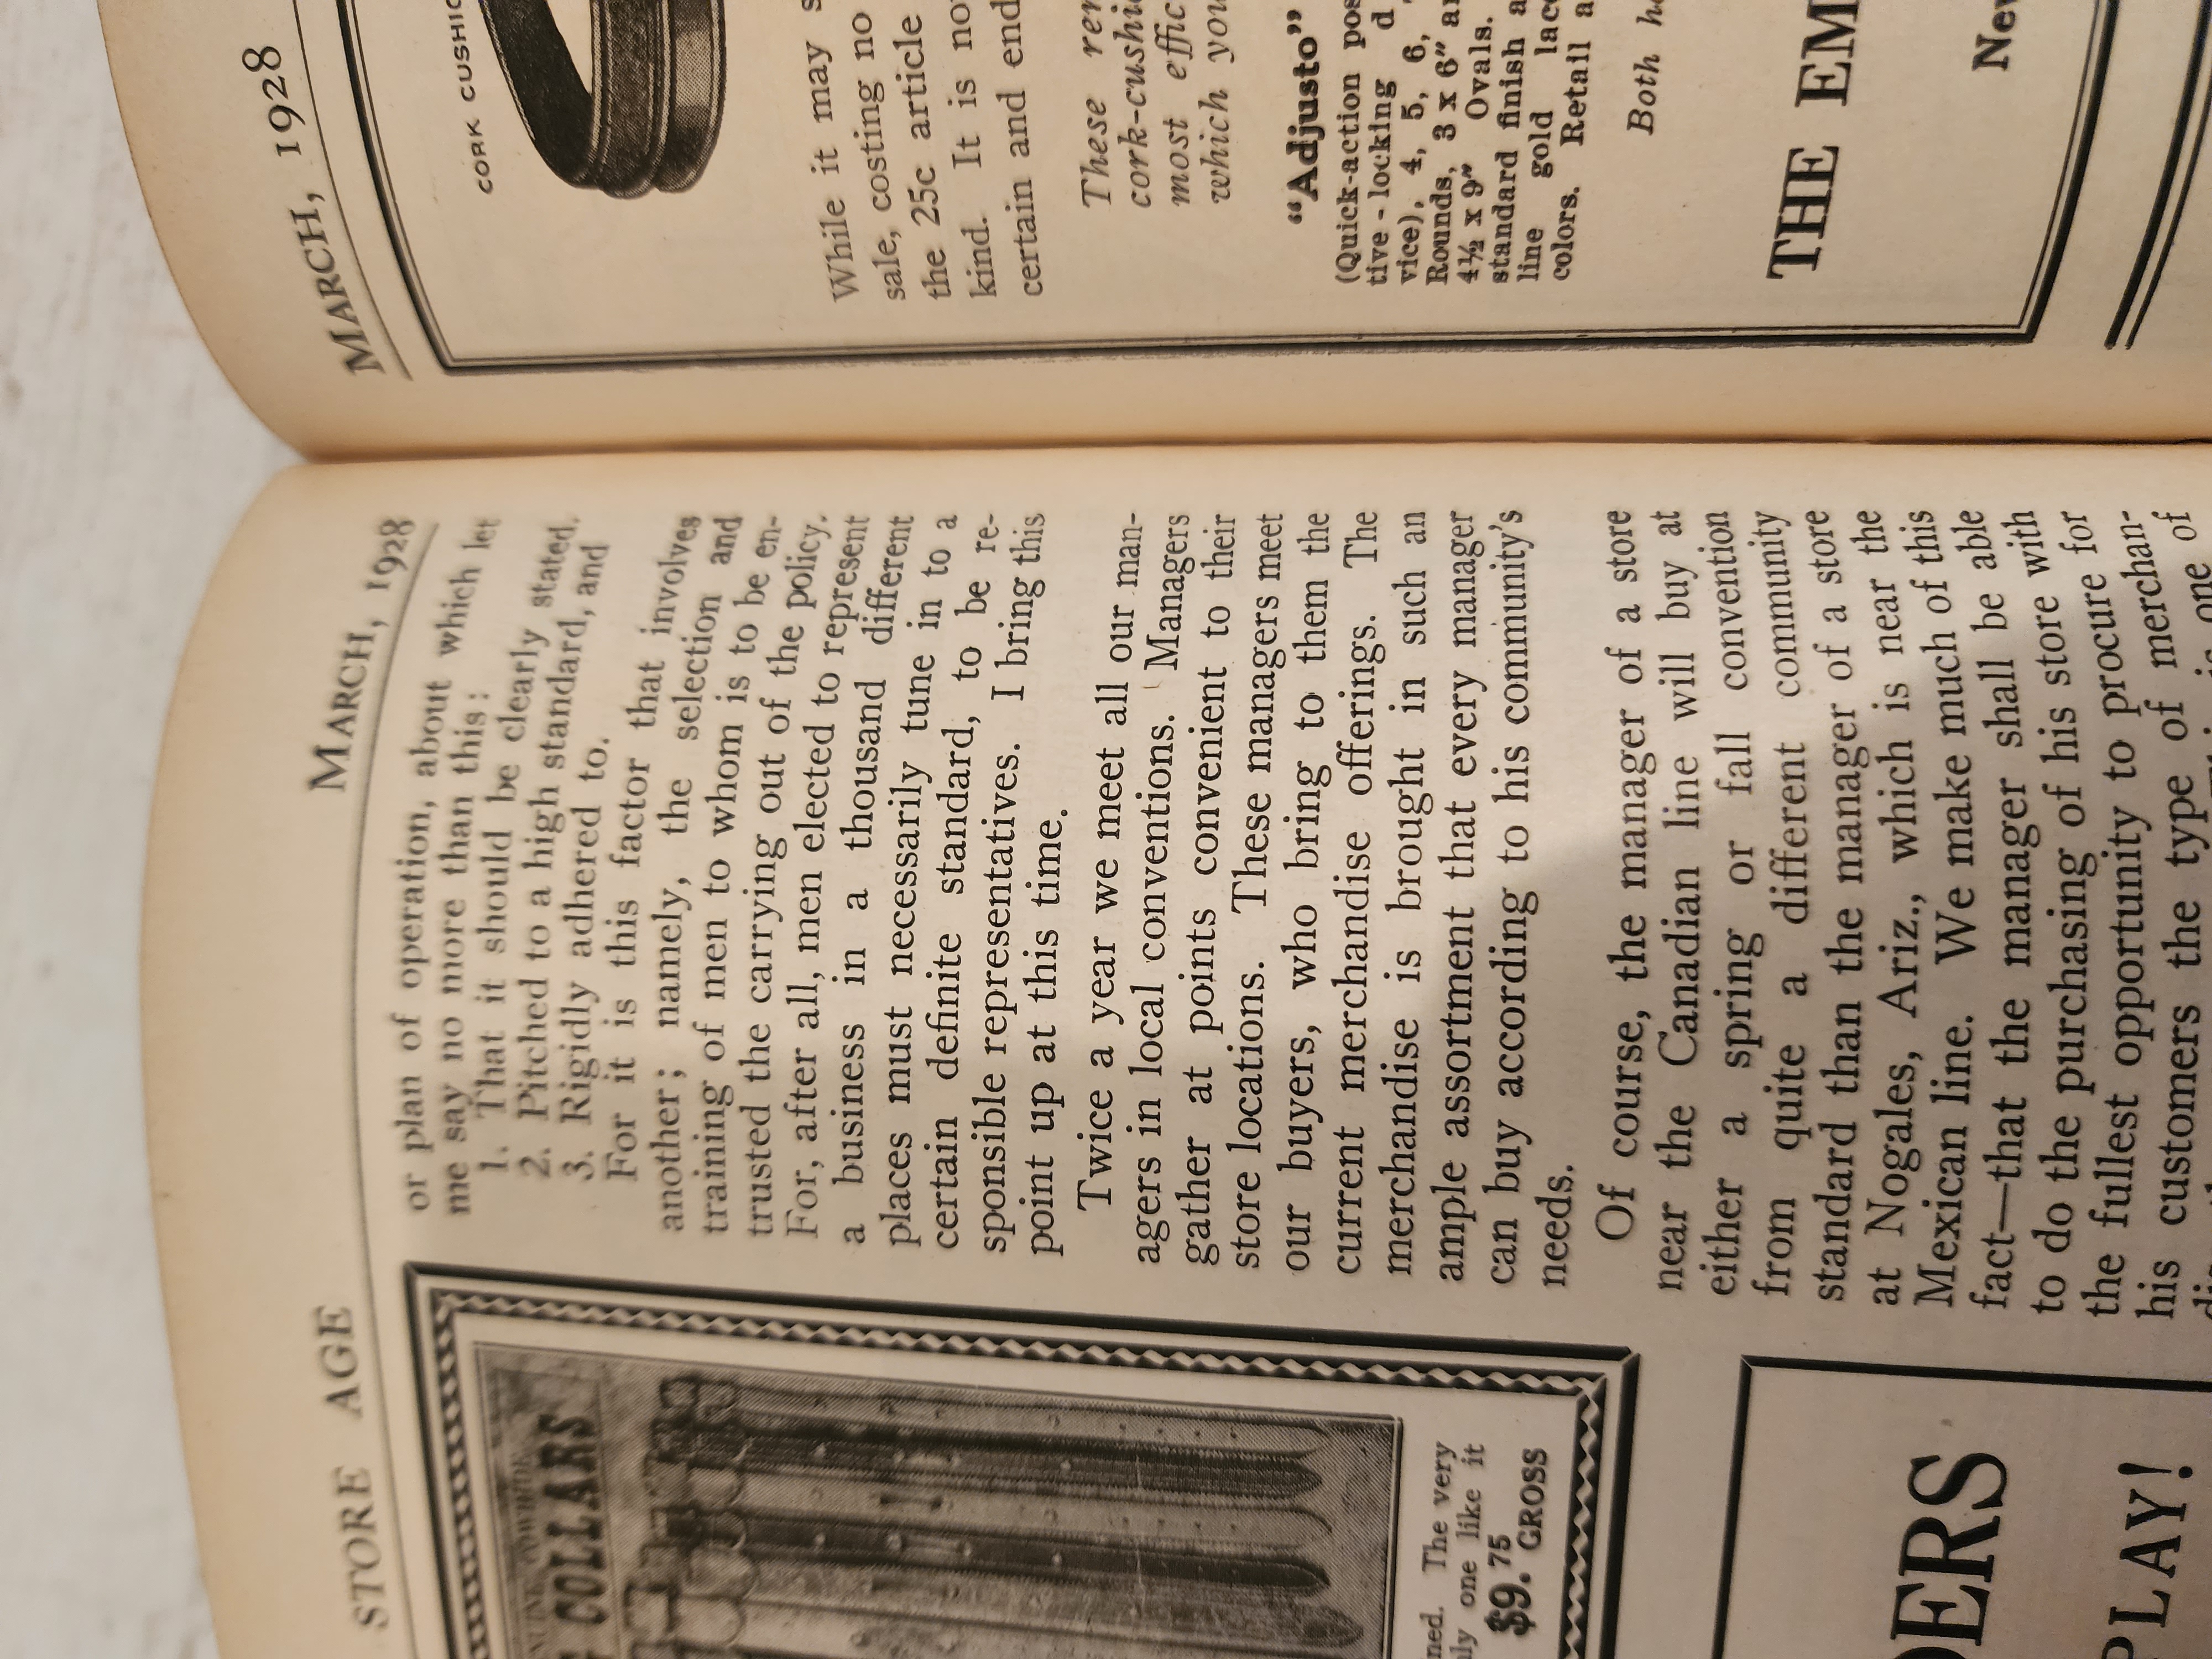 STORE AGE
MARCH, 1928
COLLARS
med. The very
ly one like it
$9.75
GROSS
DERS
PLAY!
or plan of operation, about which let
me say no more than this:
1. That it should be clearly stated.
2. Pitched to a high standard, and
3. Rigidly adhered to.
For it is this factor that involves
another; namely, the selection and
training of men to whom is to be en-
trusted the carrying out of the policy.
For, after all, men elected to represent
a business in a thousand different
places must necessarily tune in to a
certain definite standard, to be re-
sponsible representatives. I bring this
point up at this time.
Twice a year we meet all our man-
agers in local conventions. Managers
gather at points convenient to their
store locations. These managers meet
our buyers, who bring to them the
current merchandise offerings. The
merchandise is brought in such an
ample assortment that every manager
can buy according to his community's
needs.
Of course, the manager of a store
near the Canadian line will buy at
either a spring or fall convention
from quite a different community
standard than the manager of a store
at Nogales, Ariz., which is near the
Mexican line. We make much of this
fact—that the manager shall be able
to do the purchasing of his store with
the fullest opportunity to procure for
his customers the type of merchan-
one of
MARCH, 1928
CORK CUSHIO
While it may s
sale, costing no
the 25c article
kind. It is no
certain and end
These re
cork-cushi
most effic
which you
"Adjusto"
(Quick-action pos
tive-locking d
vice), 4, 5, 6,
Rounds, 3 x 6" a
4½ x 9" Ovals.
standard finish a
line gold lac
colors. Retail a
Both h
THE EM
New